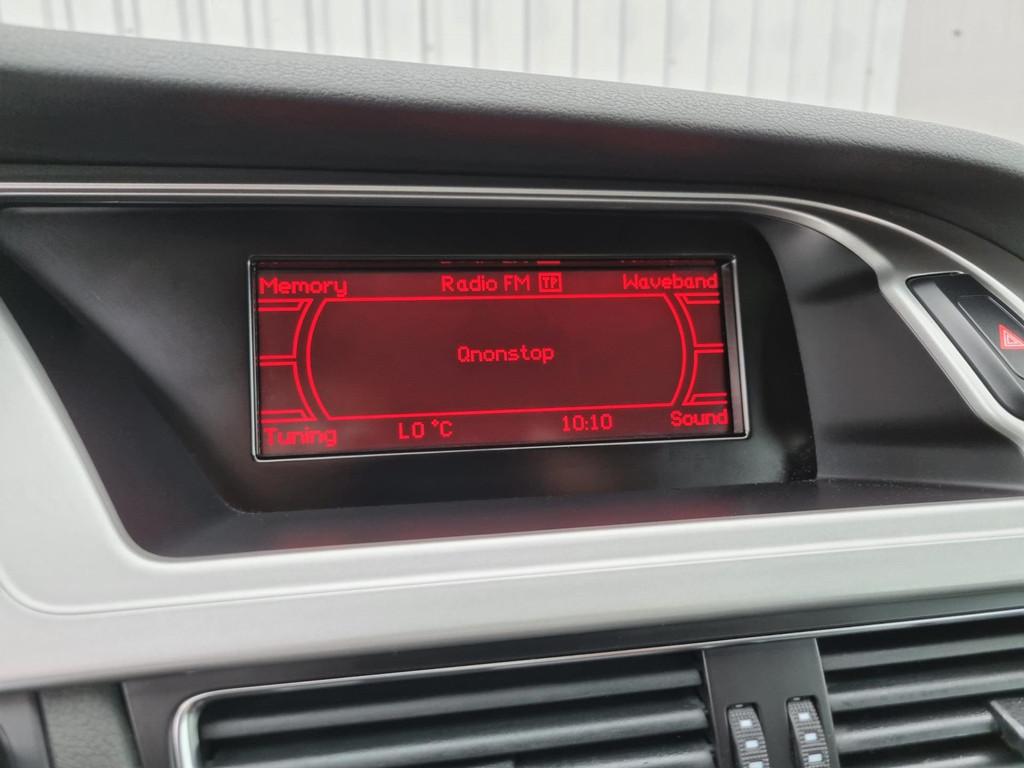 Memory Radio FM TP Waveband
Qnonstop
Tuning LO °C 10:10 Sound